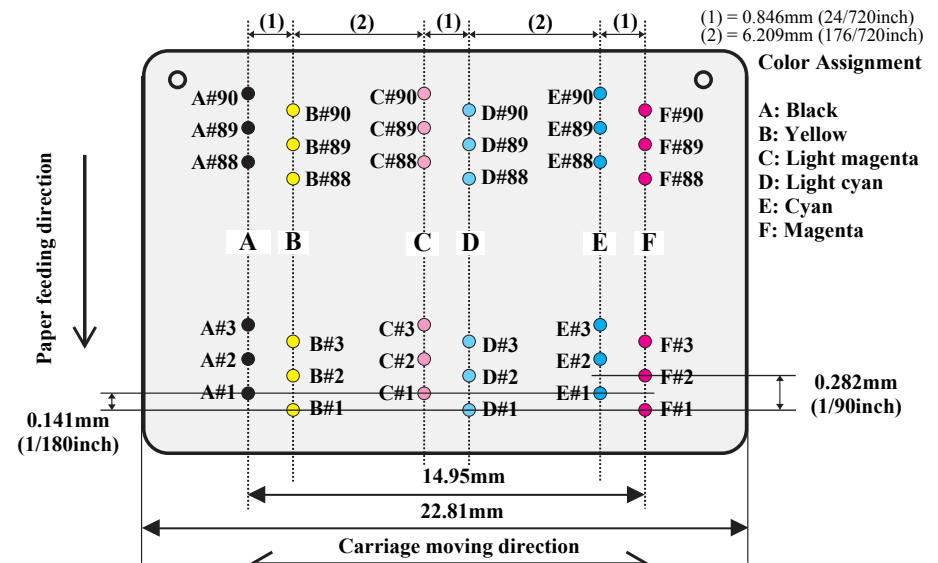 (1) (2) (1) (2) (1)
(1) = 0.846mm (24/720inch)
(2) = 6.209mm (176/720inch)
Color Assignment
A: Black
B: Yellow
C: Light magenta
D: Light cyan
E: Cyan
F: Magenta
Paper feeding direction
A#90 B#90 C#90 D#90 E#90 F#90
A#89 B#89 C#89 D#89 E#89 F#89
A#88 B#88 C#88 D#88 E#88 F#88
A B C D E F
A#3 B#3 C#3 D#3 E#3 F#3
A#2 B#2 C#2 D#2 E#2 F#2
A#1 B#1 C#1 D#1 E#1 F#1
0.141mm
(1/180inch)
0.282mm
(1/90inch)
14.95mm
22.81mm
Carriage moving direction